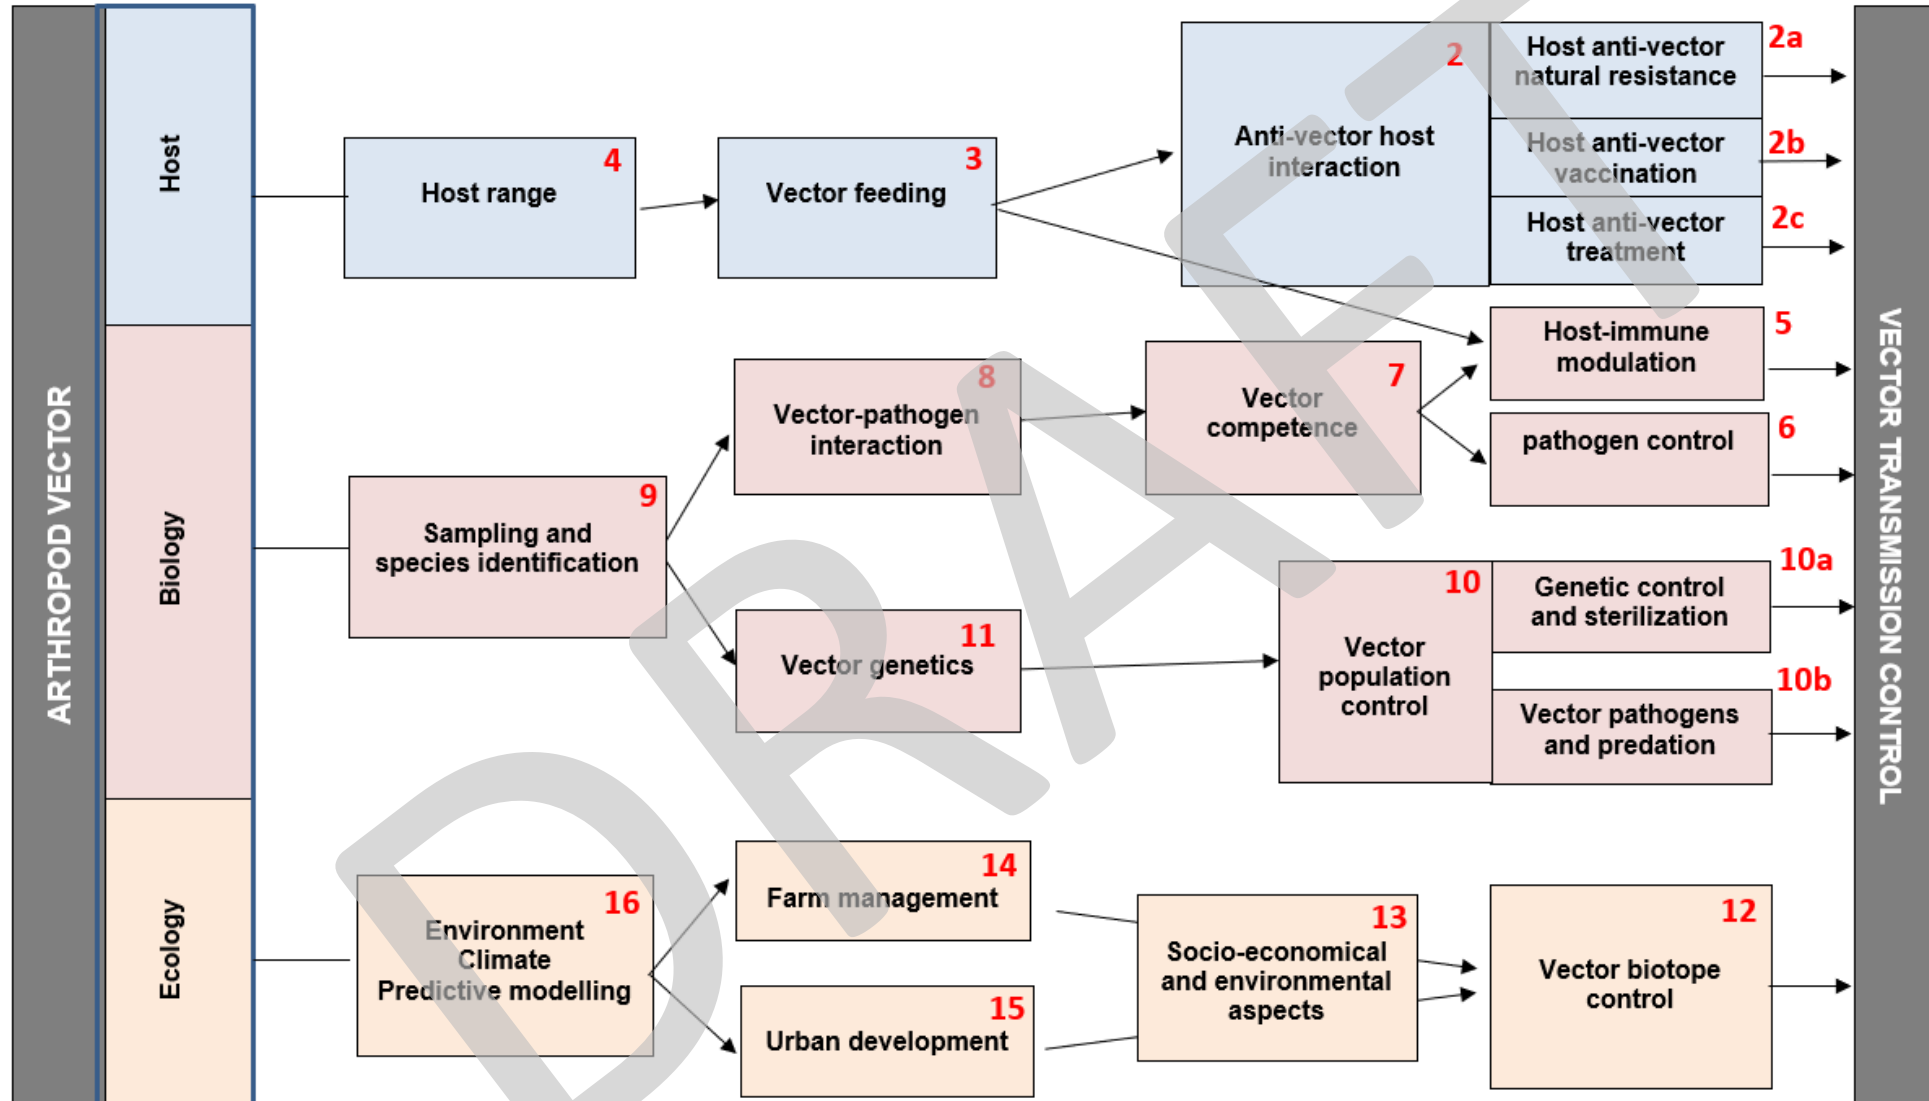 ARTHROPOD VECTOR
Host
4
Host range
3
Vector feeding
2
Anti-vector host
interaction
Host anti-vector
natural resistance
2a
Host anti-vector
vaccination
2b
Host anti-vector
treatment
2c
Biology
9
Sampling and
species identification
8
Vector-pathogen
interaction
7
Vector
competence
Host-immune
modulation
5
pathogen control
6
11
Vector genetics
10
Vector
population
control
Genetic control
and sterilization
10a
Vector pathogens
and predation
10b
Ecology
16
Environment
Climate
Predictive modelling
14
Farm management
15
Urban development
13
Socio-economical
and environmental
aspects
12
Vector biotope
control
VECTOR TRANSMISSION CONTROL
DRAFT